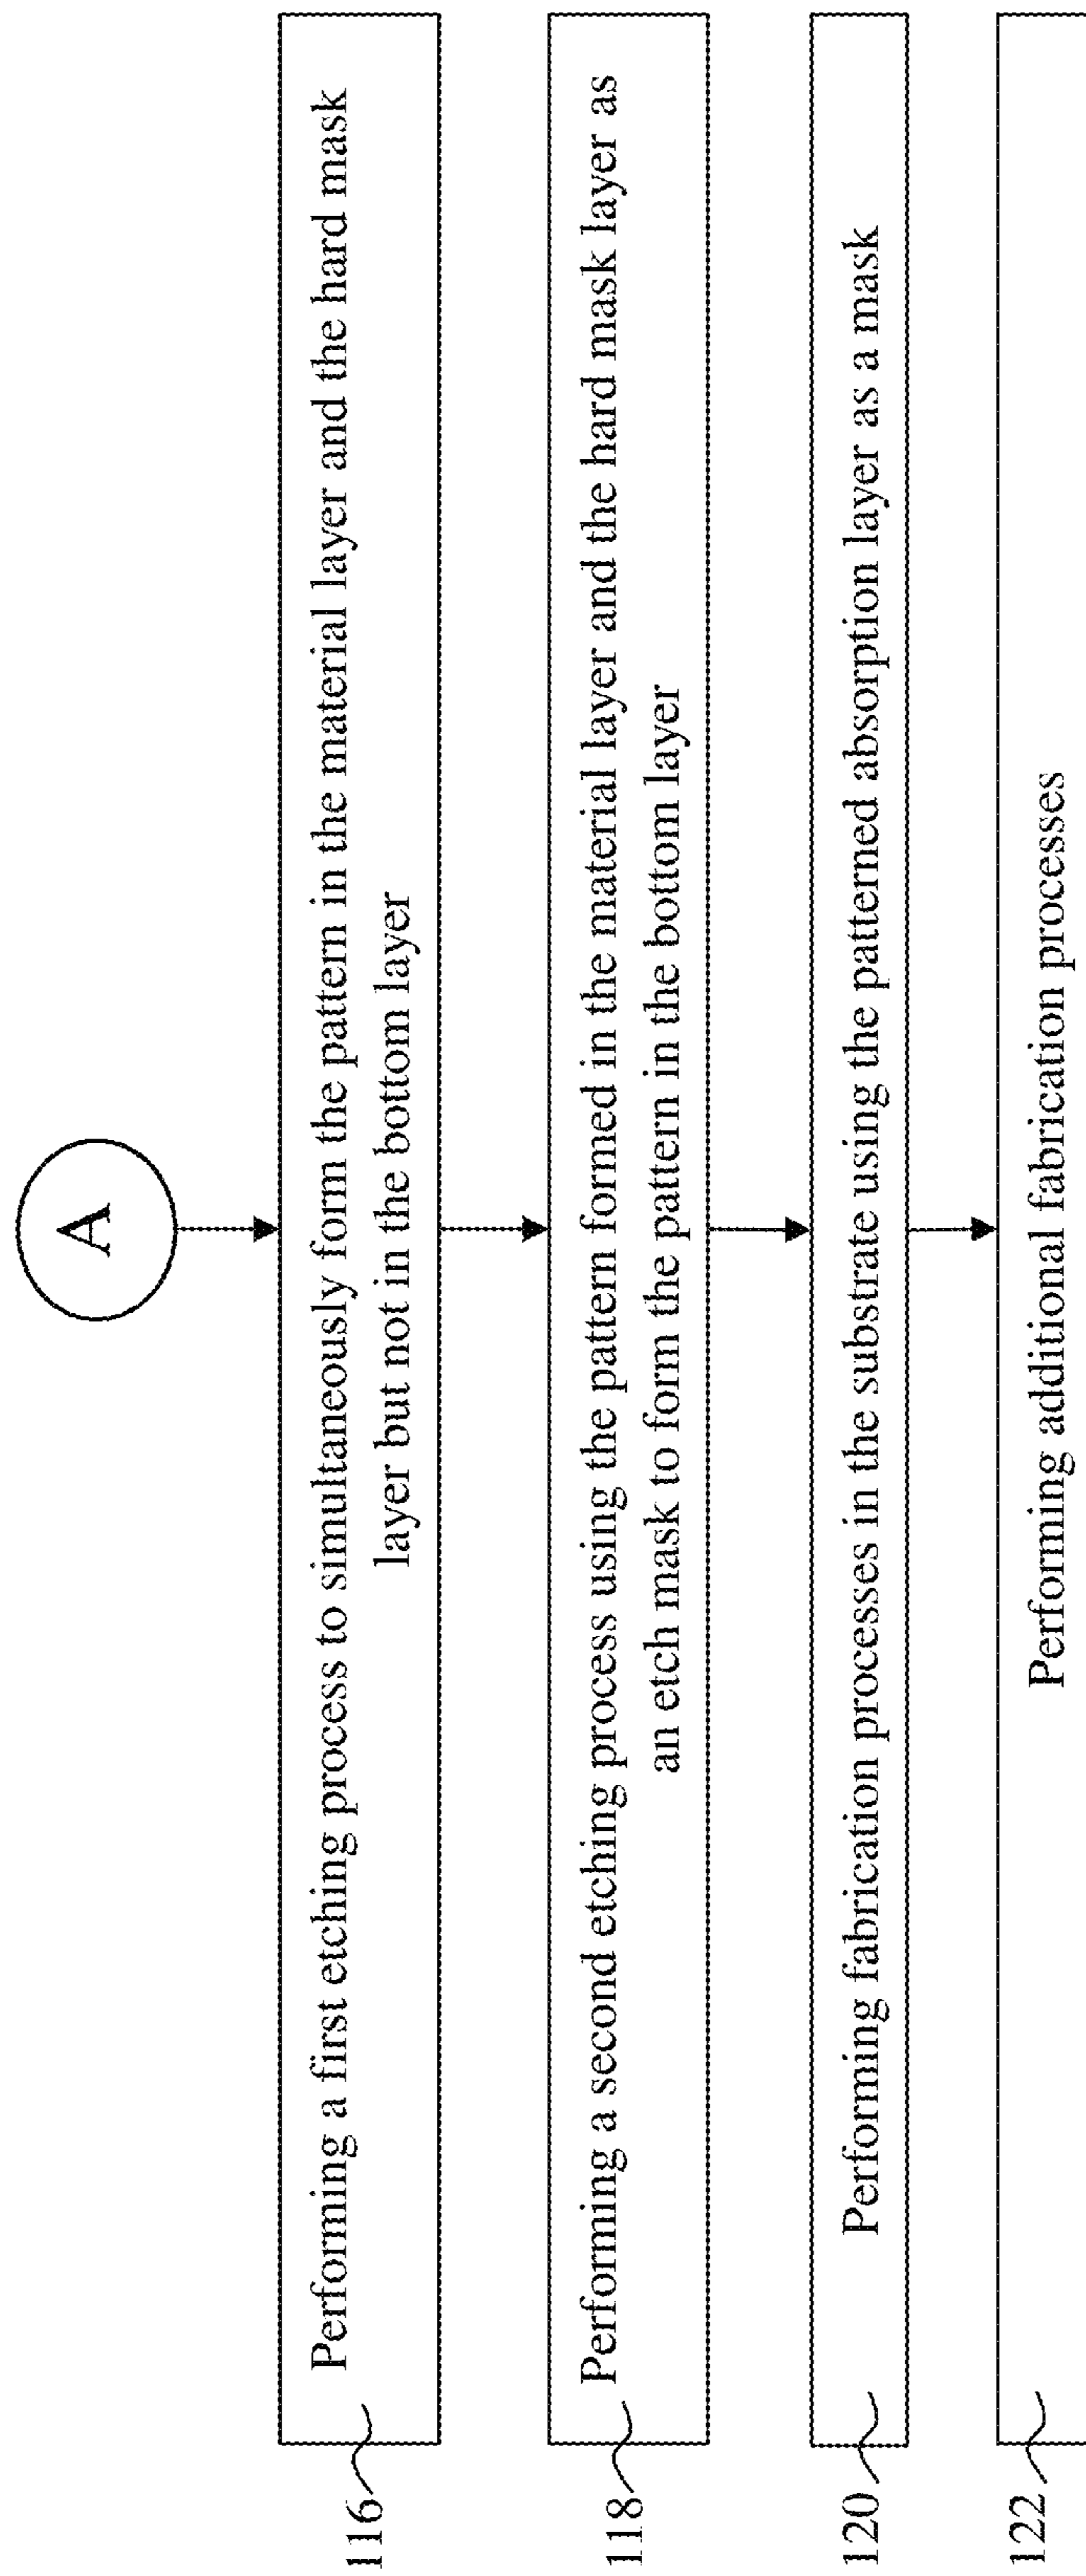 A
116
Performing a first etching process to simultaneously form the pattern in the material layer and the hard mask
layer but not in the bottom layer
118
Performing a second etching process using the pattern formed in the material layer and the hard mask layer as
an etch mask to form the pattern in the bottom layer
120
Performing fabrication processes in the substrate using the patterned absorption layer as a mask
122
Performing additional fabrication processes